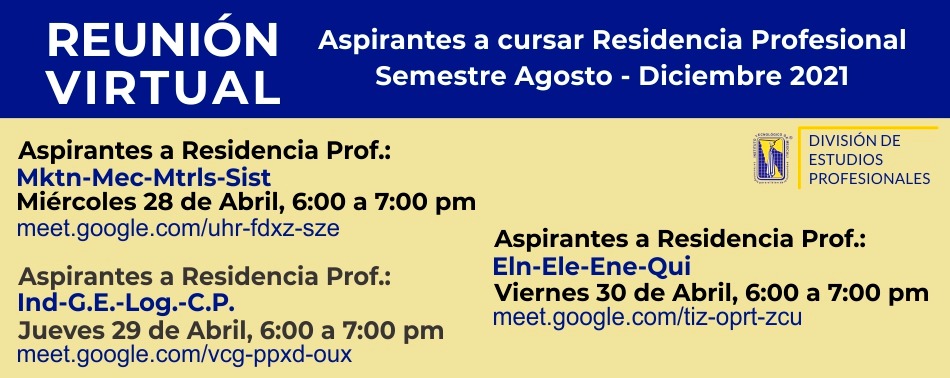 REUNIÓN
VIRTUAL
Aspirantes a cursar Residencia Profesional
Semestre Agosto - Diciembre 2021
Aspirantes a Residencia Prof.:
Mktn-Mec-Mtrls-Sist
Miércoles 28 de Abril, 6:00 a 7:00 pm
meet.google.com/uhr-fdxz-sze
Aspirantes a Residencia Prof.:
Ind-G.E.-Log.-C.P.
Jueves 29 de Abril, 6:00 a 7:00 pm
meet.google.com/vcg-ppxd-oux
DIVISIÓN DE
ESTUDIOS
PROFESIONALES
Aspirantes a Residencia Prof.:
Eln-Ele-Ene-Qui
Viernes 30 de Abril, 6:00 a 7:00 pm
meet.google.com/tiz-oprt-zcu